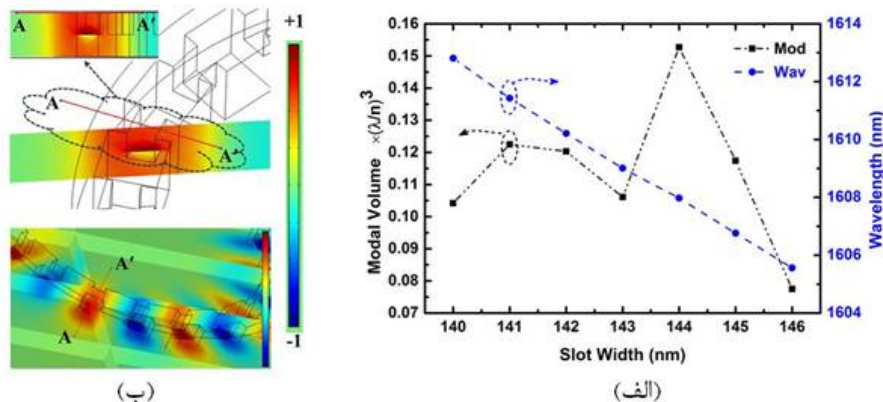 A A'
+1
A
A'
A'
A
-1
(ب)
0.16
0.15
0.14
0.13
0.12
0.11
0.10
0.09
0.08
0.07
Modal Volume ×(λ/n)³
140 141 142 143 144 145 146
Slot Width (nm)
1614
1612
1610
1608
1606
1604
Wavelength (nm)
Mod
Wav
(الف)